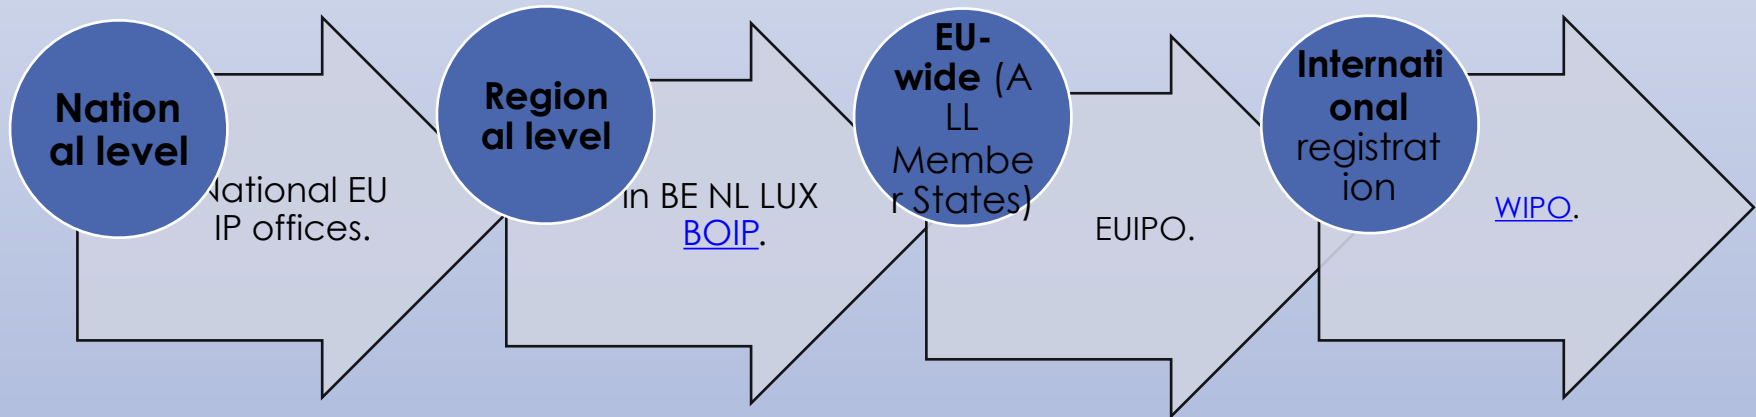 Nation
al level
National EU
IP offices.
Region
al level
In BE NL LUX
BOIP.
EU-
wide (A
LL
Membe
r States)
EUIPO.
Internati
onal
registrat
ion
WIPO.